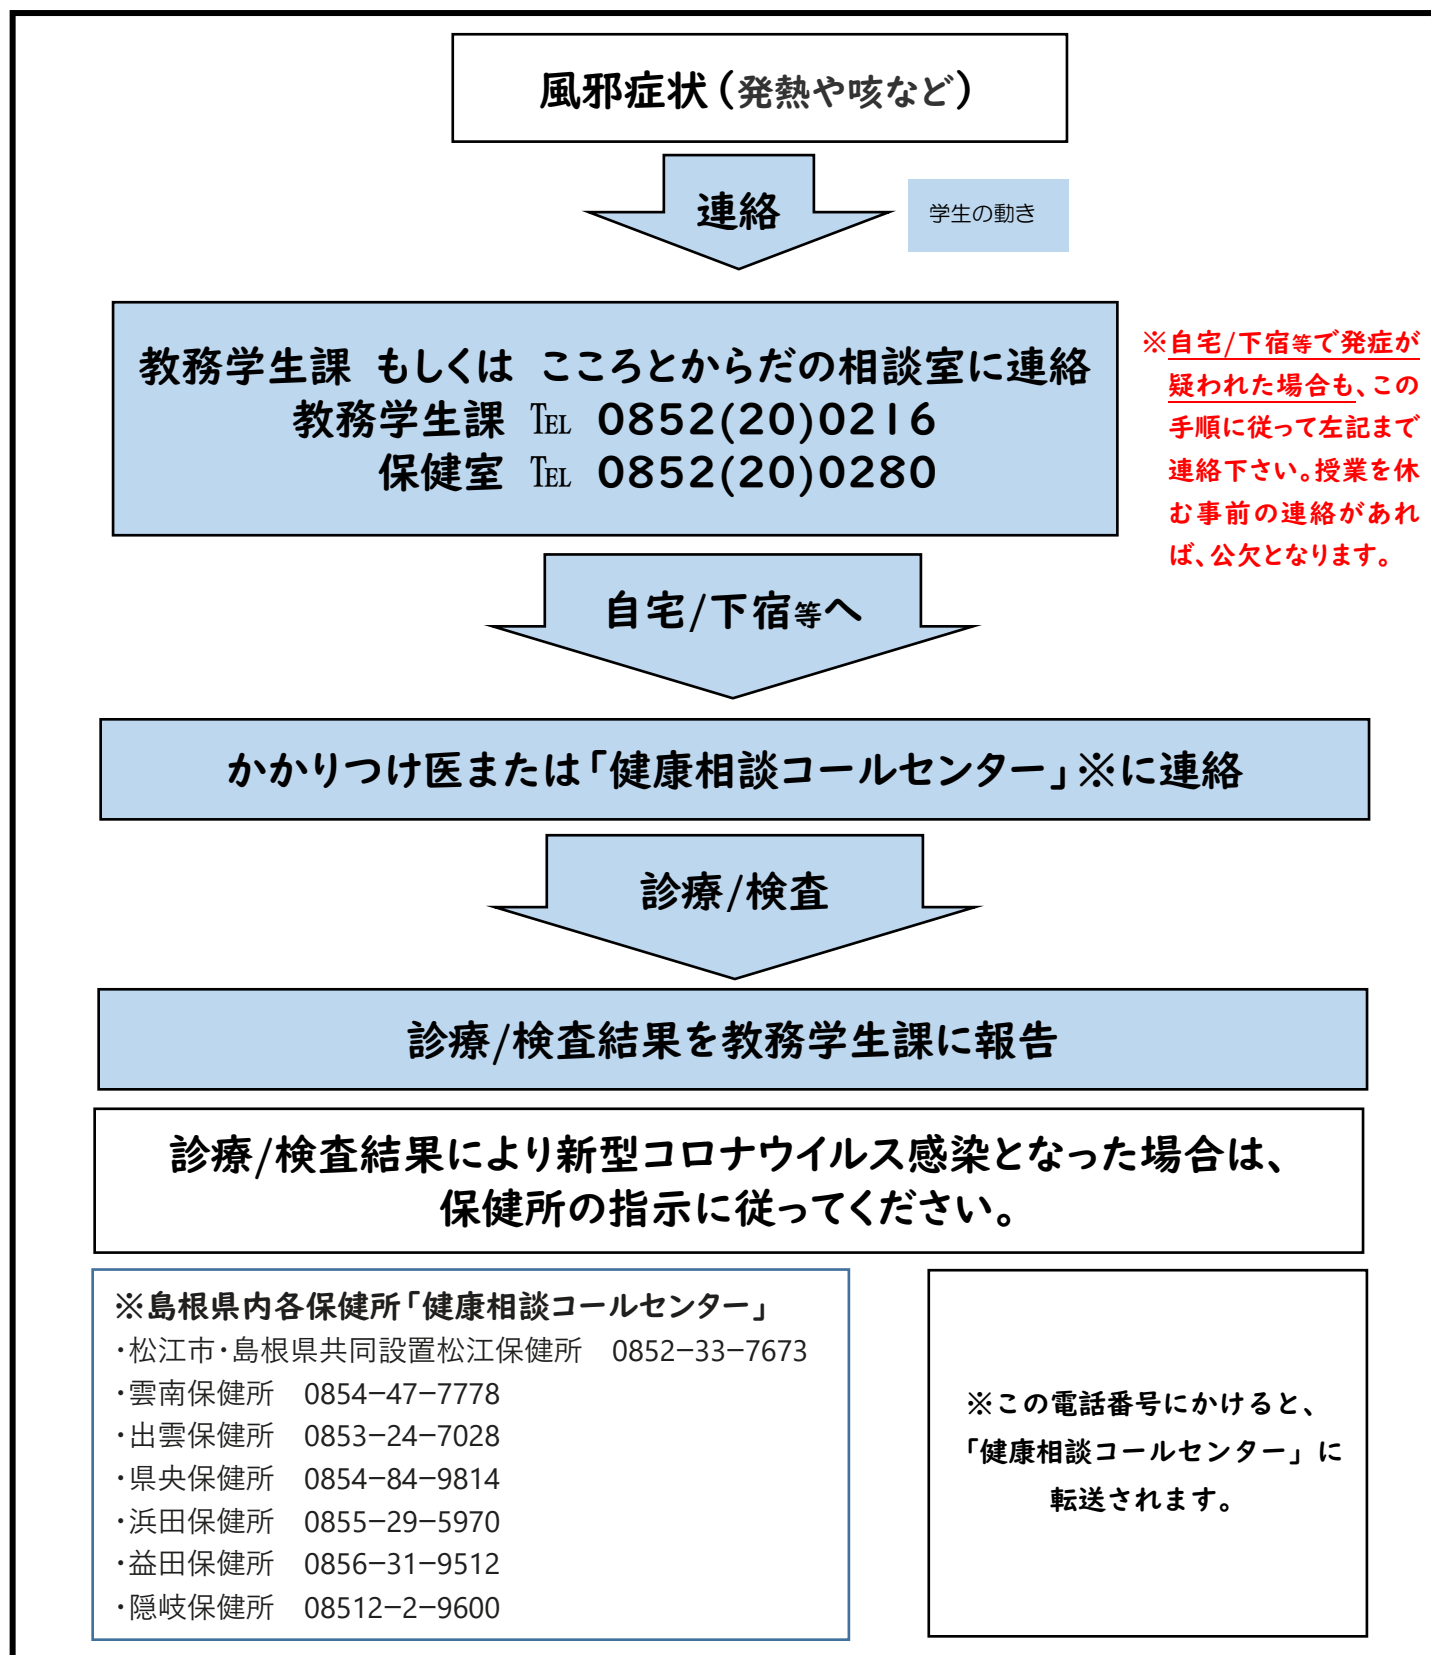 風邪症状(発熱や咳など)
連絡
学生の動き
教務学生課 もしくは こころとからだの相談室に連絡
教務学生課 ℡ 0852(20)0216
保健室 ℡ 0852(20)0280
※自宅/下宿等で発症が
疑われた場合も、この
手順に従って左記まで
連絡下さい。授業を休
む事前の連絡があれ
ば、公欠となります。
自宅/下宿等へ
かかりつけ医または「健康相談コールセンター」※に連絡
診療/検査
診療/検査結果を教務学生課に報告
診療/検査結果により新型コロナウイルス感染となった場合は、
保健所の指示に従ってください。
※島根県内各保健所「健康相談コールセンター」
・松江市・島根県共同設置松江保健所 0852−33−7673
・雲南保健所 0854−47−7778
・出雲保健所 0853−24−7028
・県央保健所 0854−84−9814
・浜田保健所 0855−29−5970
・益田保健所 0856−31−9512
・隠岐保健所 08512−2−9600
※この電話番号にかけると、
「健康相談コールセンター」に
転送されます。